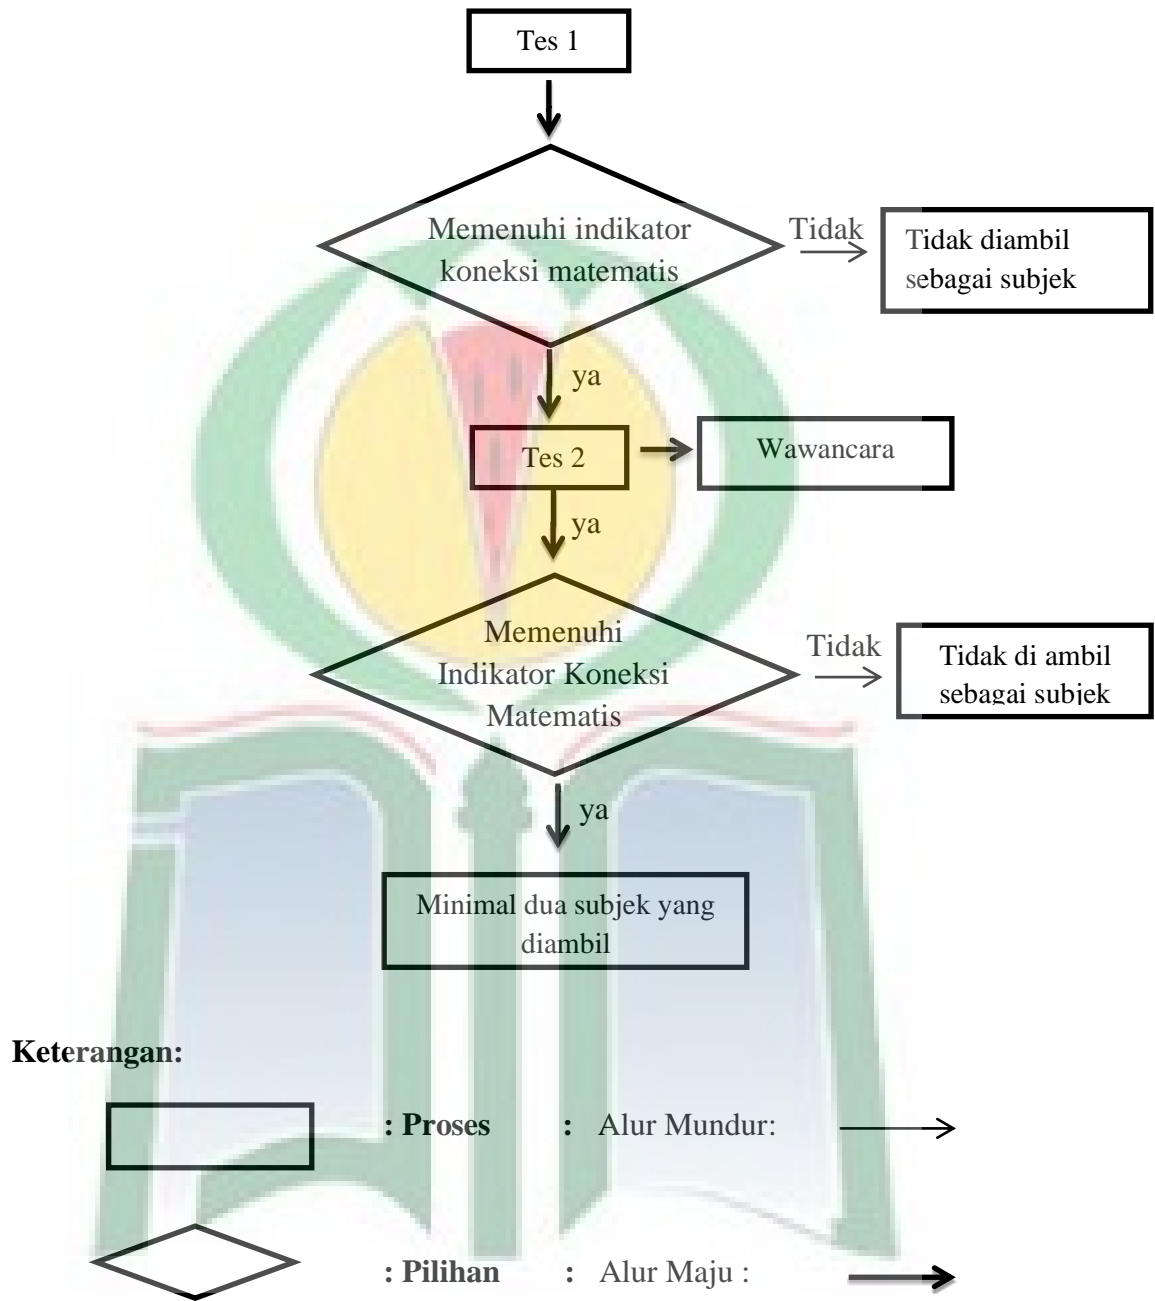 Tes 1
Memenuhi indikator
koneksi matematis
Tidak
Tidak diambil
sebagai subjek
ya
Tes 2
Wawancara
ya
Memenuhi
Indikator Koneksi
Matematis
Tidak
Tidak di ambil
sebagai subjek
ya
Minimal dua subjek yang
diambil
Keterangan:
: Proses : Alur Mundur:
: Pilihan : Alur Maju :